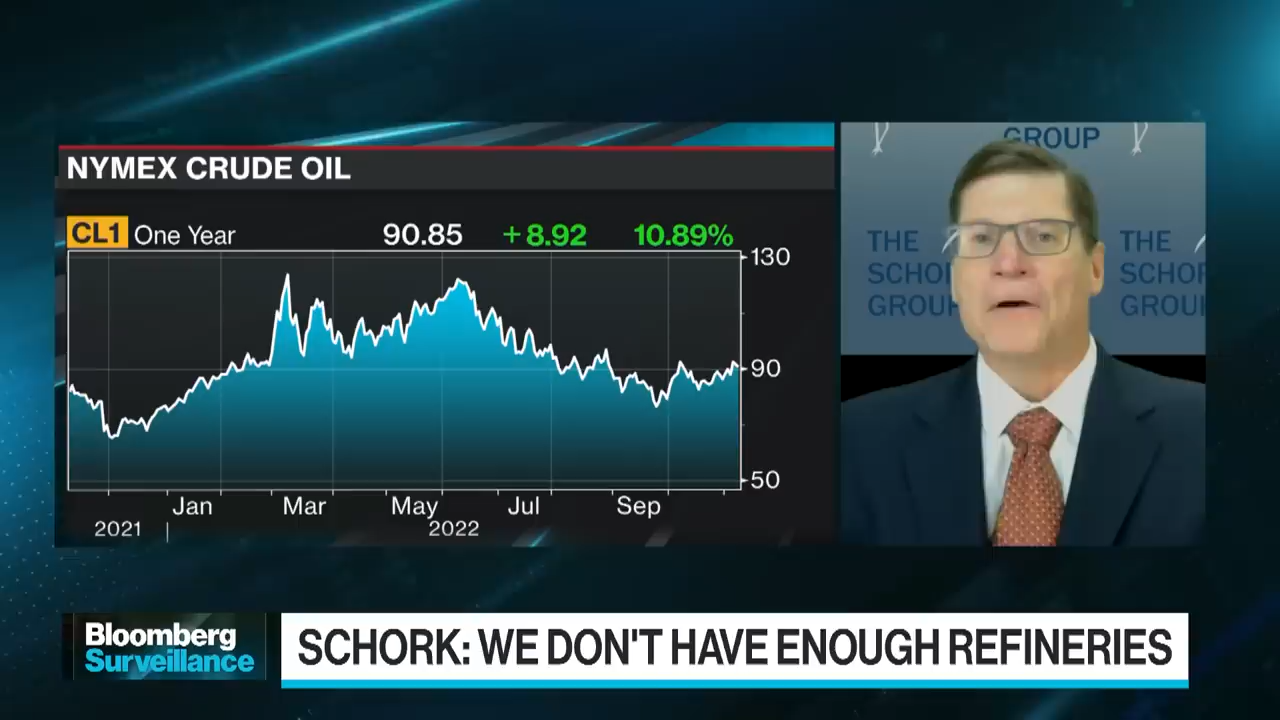 NYMEX CRUDE OIL
CL1 One Year 90.85 +8.92 10.89%
130
90
50
Jan Mar May Jul Sep
2021 2022
GROUP
THE THE
SCHO SCHOR
GROUP GROU
Bloomberg
Surveillance
SCHORK: WE DON'T HAVE ENOUGH REFINERIES